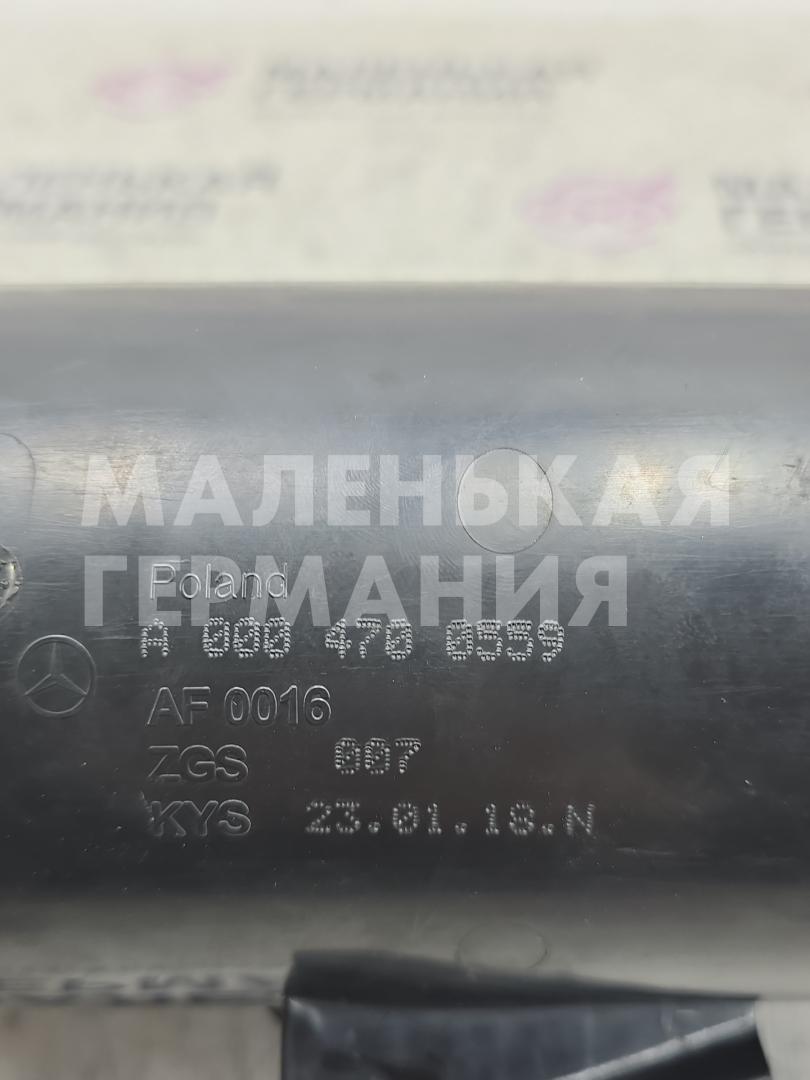 МАЛЕНЬКАЯ
ГЕРМАНИЯ
Poland
A 000 470 0559
AF 0016
ZGS 007
KYS 23.01.18.N